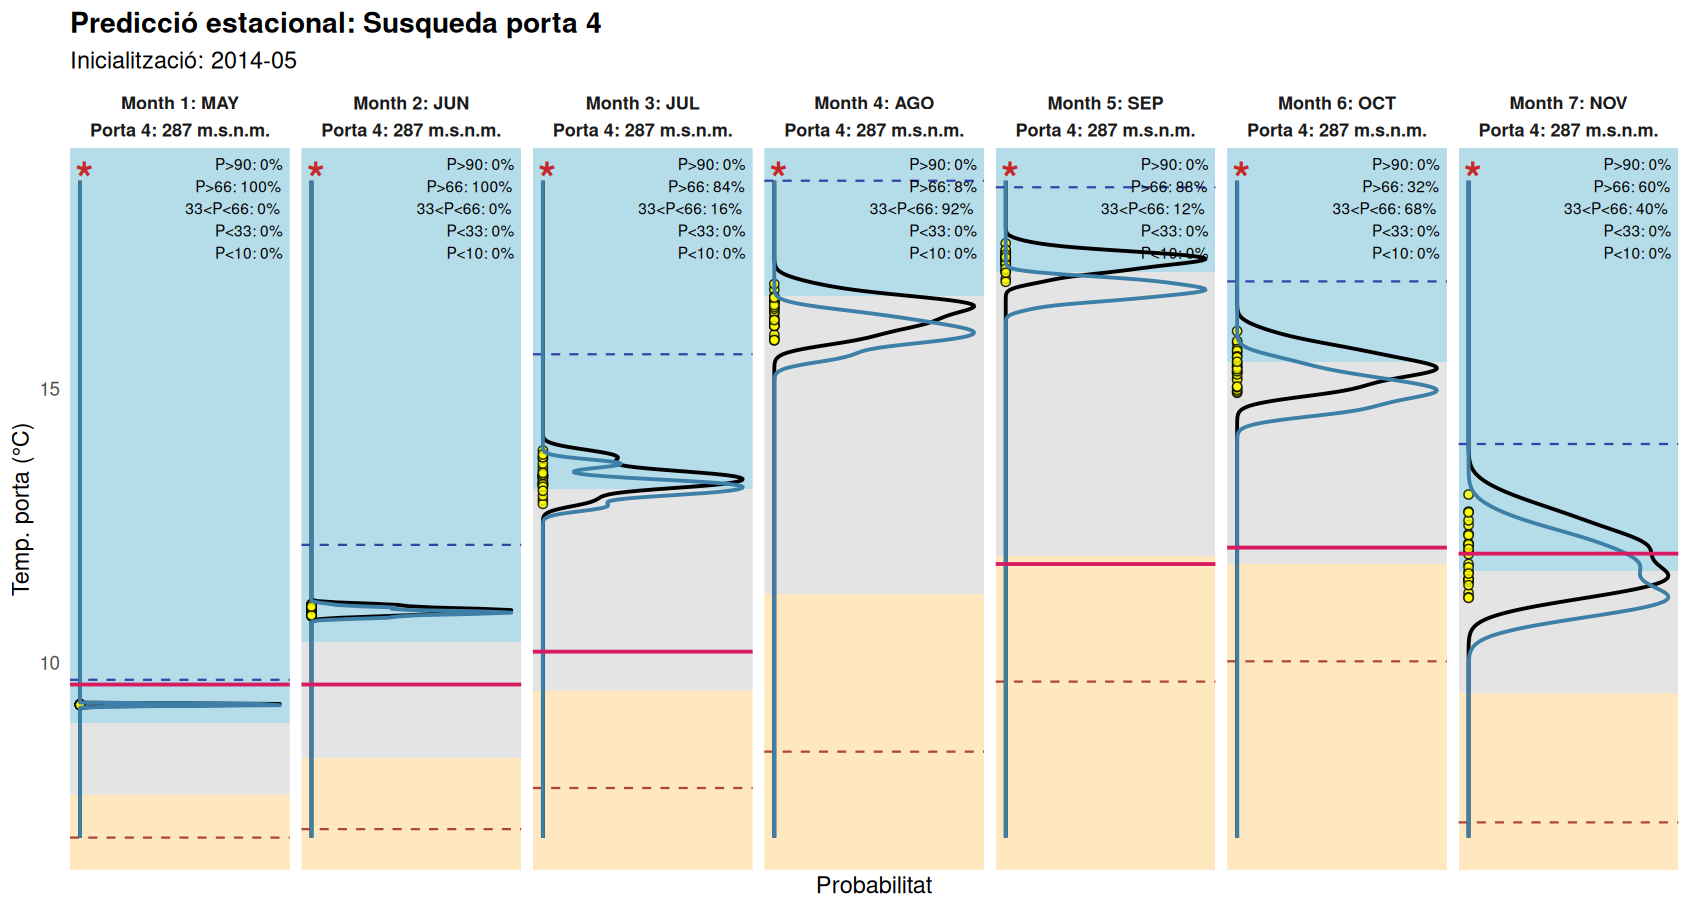 Predicció estacional: Susqueda porta 4
Inicialització: 2014-05
Month 1: MAY
Porta 4: 287 m.s.n.m.
Month 2: JUN
Porta 4: 287 m.s.n.m.
Month 3: JUL
Porta 4: 287 m.s.n.m.
Month 4: AGO
Porta 4: 287 m.s.n.m.
Month 5: SEP
Porta 4: 287 m.s.n.m.
Month 6: OCT
Porta 4: 287 m.s.n.m.
Month 7: NOV
Porta 4: 287 m.s.n.m.
*
P>90: 0%
P>66: 100%
33<P<66: 0%
P<33: 0%
P<10: 0%
*
P>90: 0%
P>66: 100%
33<P<66: 0%
P<33: 0%
P<10: 0%
*
P>90: 0%
P>66: 84%
33<P<66: 16%
P<33: 0%
P<10: 0%
*
P>90: 0%
P>66: 8%
33<P<66: 92%
P<33: 0%
P<10: 0%
*
P>90: 0%
P>66: 88%
33<P<66: 12%
P<33: 0%
P<10: 0%
*
P>90: 0%
P>66: 32%
33<P<66: 68%
P<33: 0%
P<10: 0%
*
P>90: 0%
P>66: 60%
33<P<66: 40%
P<33: 0%
P<10: 0%
15
10
Temp. porta (°C)
Probabilitat